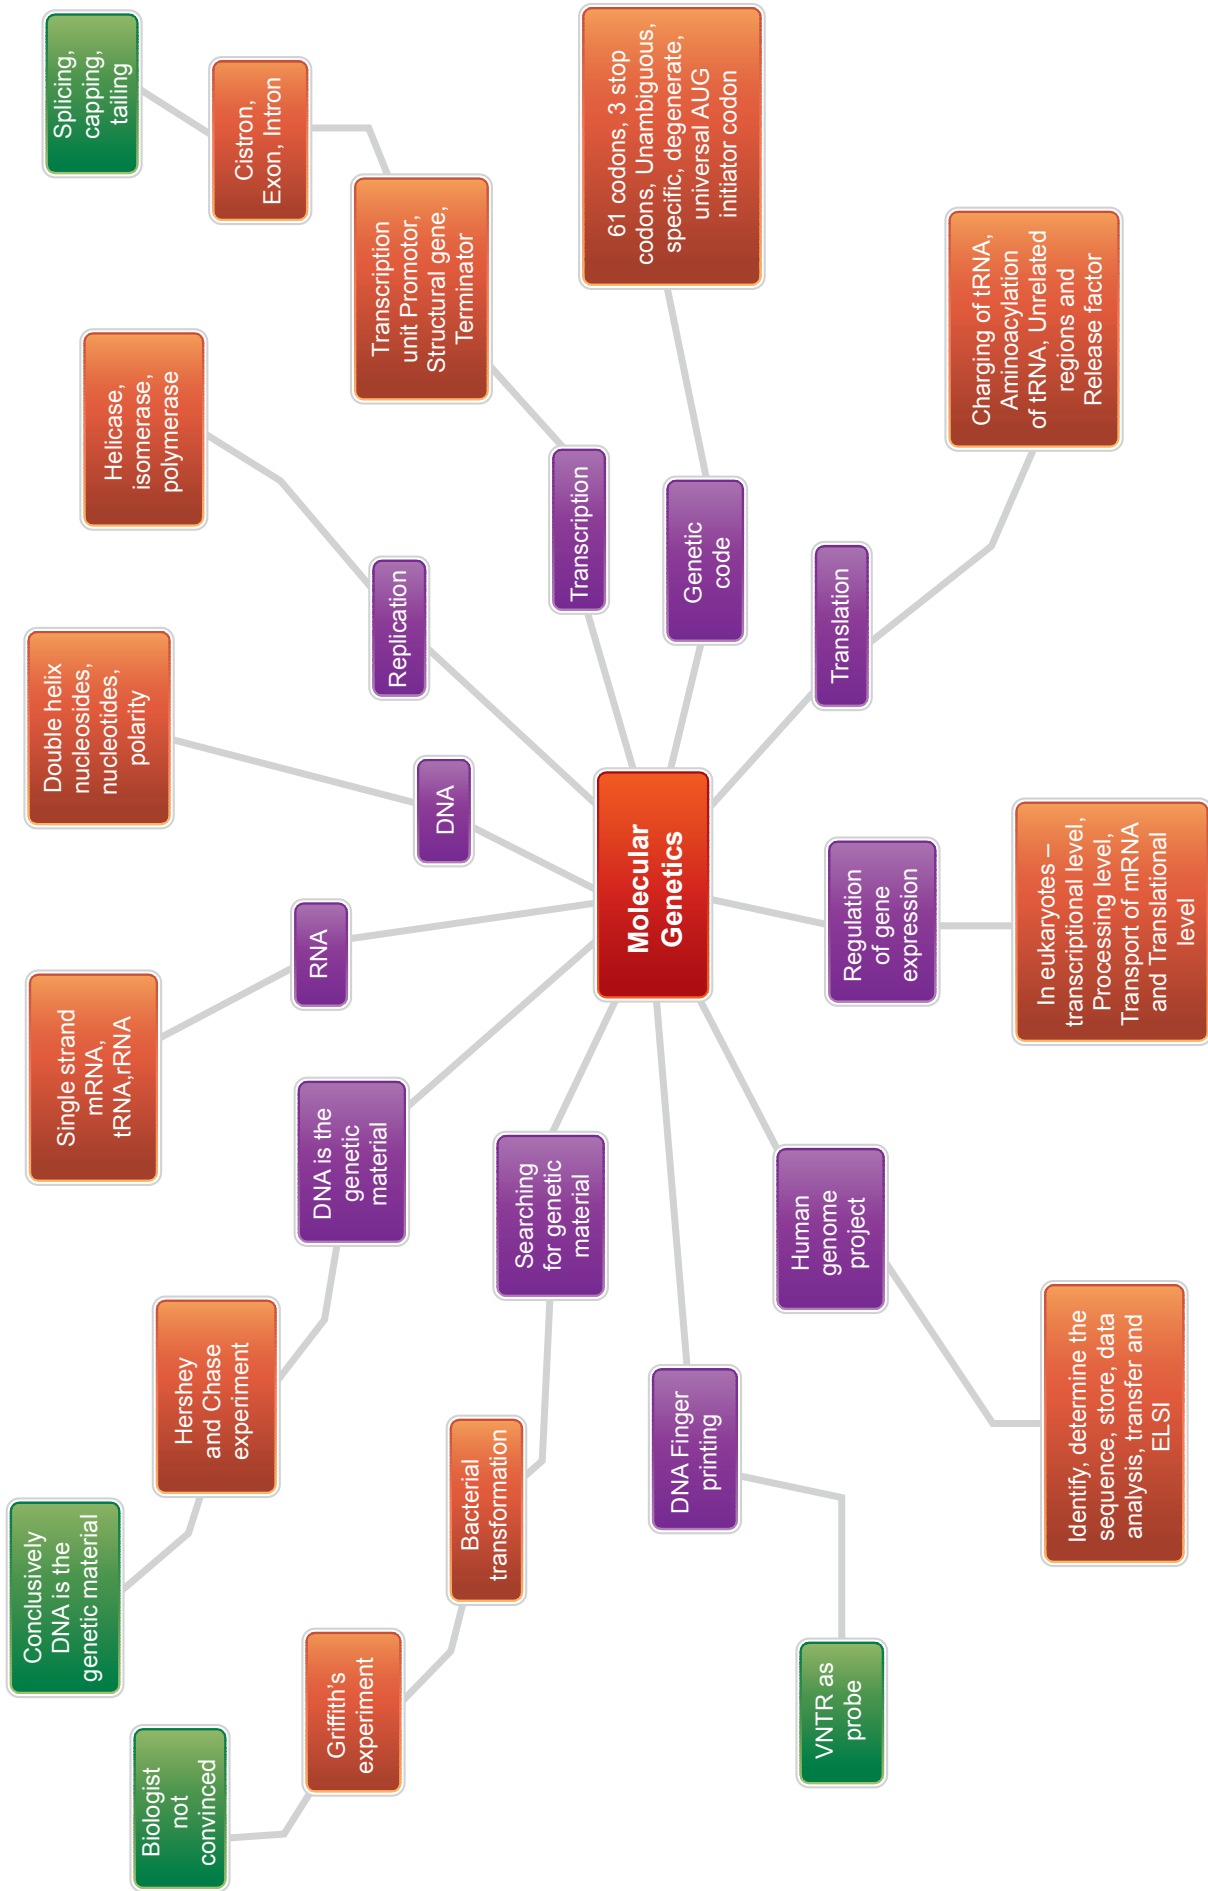 Splicing,
capping,
tailing
Cistron,
Exon, Intron
Transcription
unit Promotor,
Structural gene,
Terminator
Transcription
61 codons, 3 stop
codons, Unambiguous,
specific, degenerate,
universal AUG
initiator codon
Genetic
code
Charging of tRNA,
Aminoacylation
of tRNA, Unrelated
regions and
Release factor
Translation
Helicase,
isomerase,
polymerase
Replication
Double helix
nucleosides,
nucleotides,
polarity
DNA
Single strand
mRNA,
tRNA,rRNA
RNA
Molecular
Genetics
Regulation
of gene
expression
In eukaryotes –
transcriptional level,
Processing level,
Transport of mRNA
and Translational
level
DNA is the
genetic
material
Hershey
and Chase
experiment
Conclusively
DNA is the
genetic material
Searching
for genetic
material
Bacterial
transformation
Griffith's
experiment
Biologist
not
convinced
DNA Finger
printing
VNTR as
probe
Human
genome
project
Identify, determine the
sequence, store, data
analysis, transfer and
ELSI